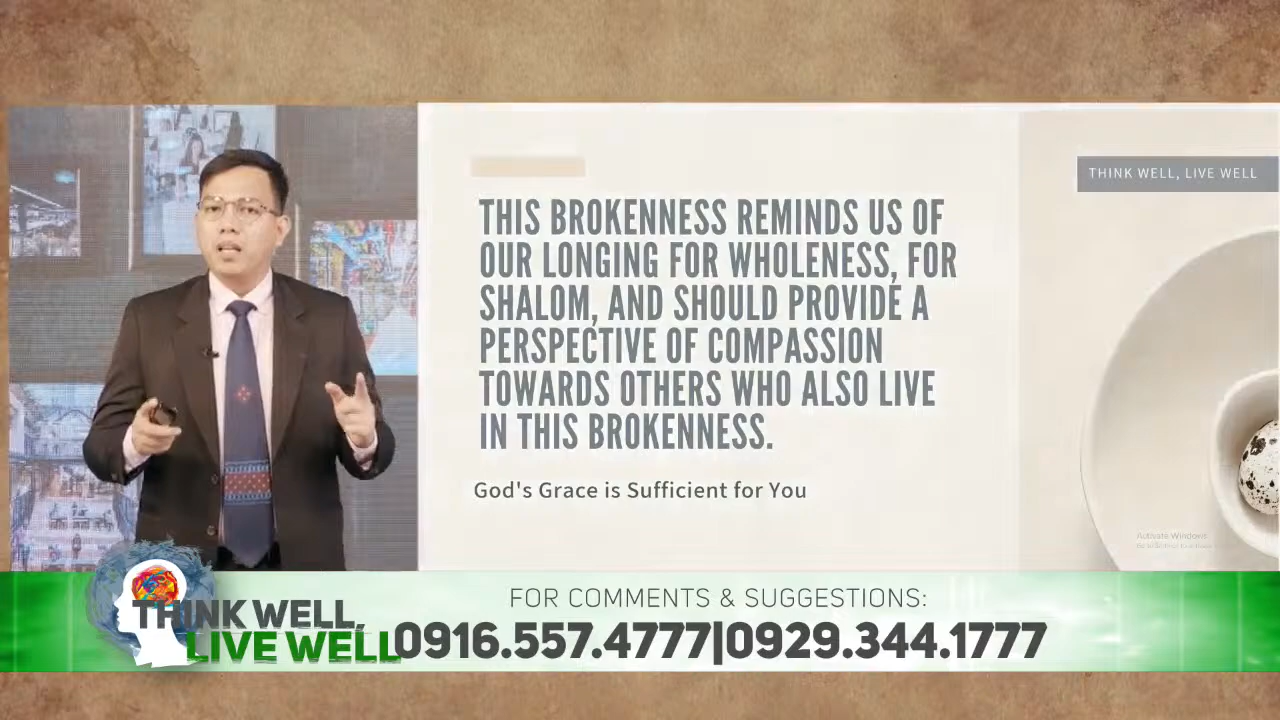 THINK WELL, LIVE WELL
THIS BROKENNESS REMINDS US OF
OUR LONGING FOR WHOLENESS, FOR
SHALOM, AND SHOULD PROVIDE A
PERSPECTIVE OF COMPASSION
TOWARDS OTHERS WHO ALSO LIVE
IN THIS BROKENNESS.
God's Grace is Sufficient for You
Activate Windows
THINK WELL,
LIVE WELL
FOR COMMENTS & SUGGESTIONS:
0916.557.4777|0929.344.1777